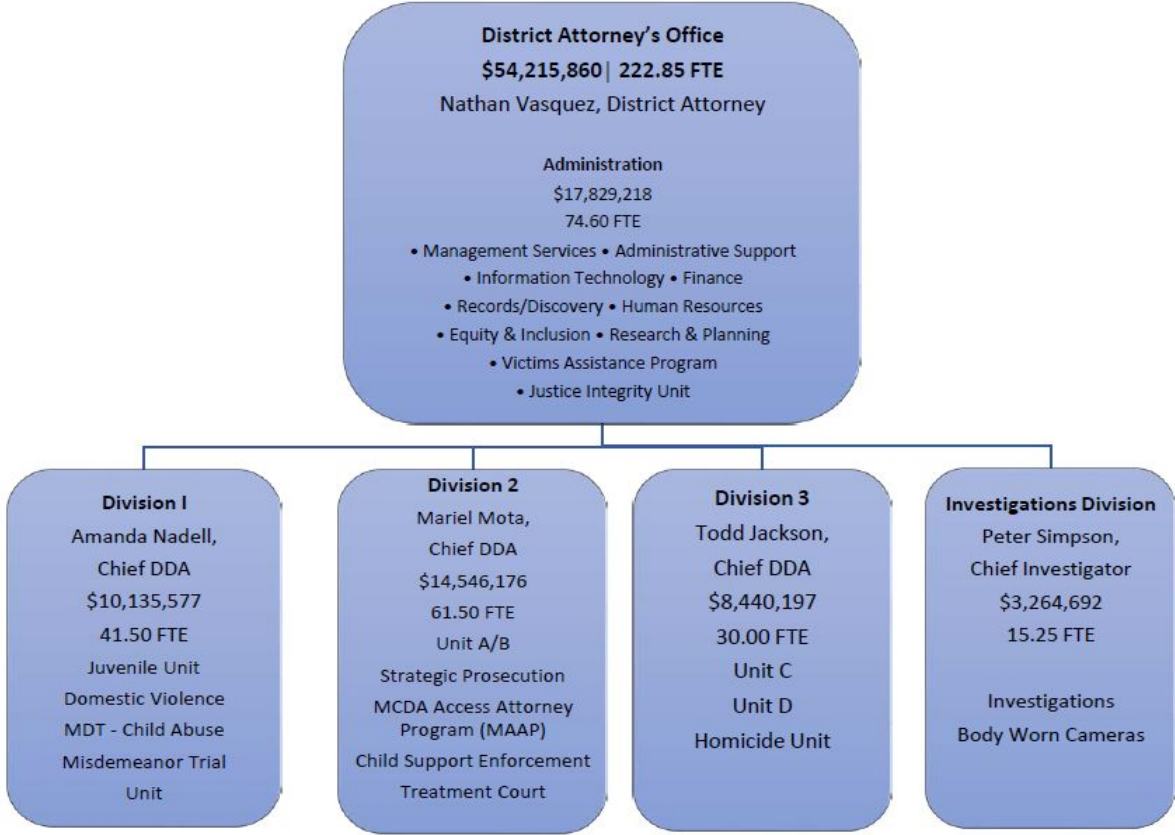 District Attorney’s Office
$54,215,860| 222.85 FTE
Nathan Vasquez, District Attorney
Administration
$17,829,218
74.60 FTE
• Management Services • Administrative Support
• Information Technology • Finance
• Records/Discovery • Human Resources
• Equity & Inclusion • Research & Planning
• Victims Assistance Program
• Justice Integrity Unit
Division I
Amanda Nadell,
Chief DDA
$10,135,577
41.50 FTE
Juvenile Unit
Domestic Violence
MDT - Child Abuse
Misdemeanor Trial
Unit
Division 2
Mariel Mota,
Chief DDA
$14,546,176
61.50 FTE
Unit A/B
Strategic Prosecution
MCDA Access Attorney
Program (MAAP)
Child Support Enforcement
Treatment Court
Division 3
Todd Jackson,
Chief DDA
$8,440,197
30.00 FTE
Unit C
Unit D
Homicide Unit
Investigations Division
Peter Simpson,
Chief Investigator
$3,264,692
15.25 FTE
Investigations
Body Worn Cameras